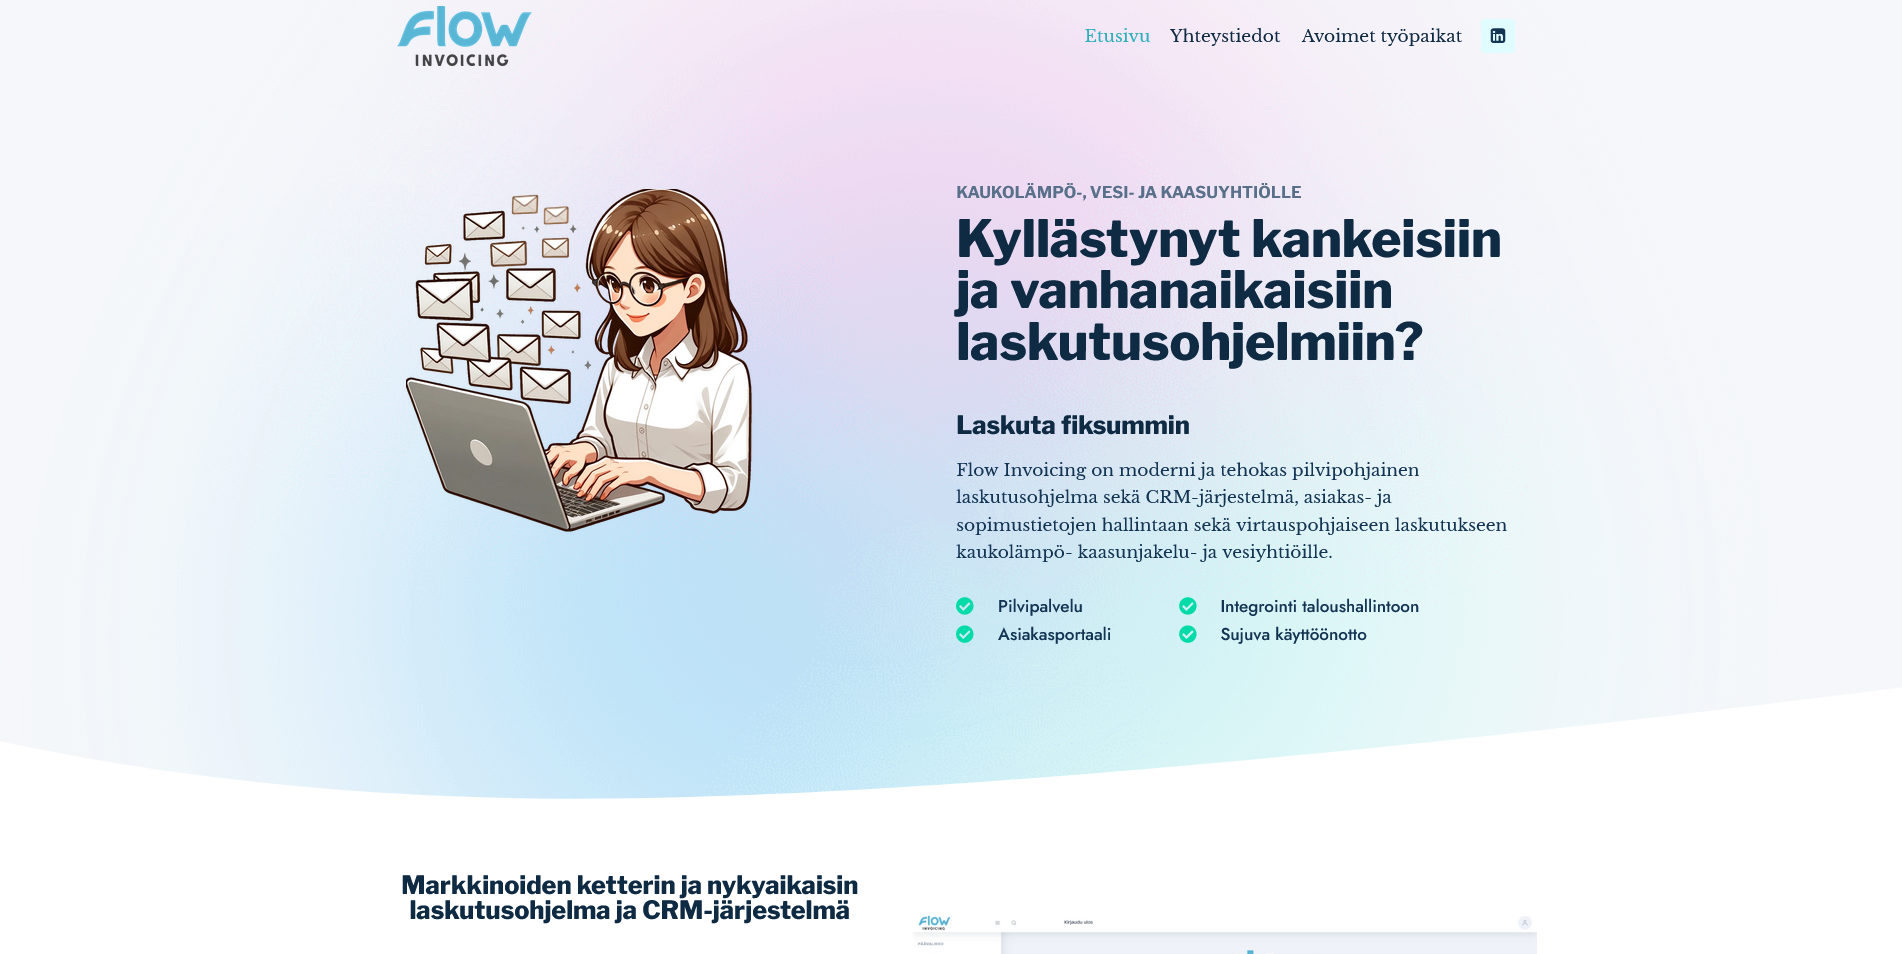 flow
INVOICING
Etusivu
Yhteystiedot
Avoimet työpaikat
KAUKOLÄMPÖ-, VESI- JA KAASUYHTIÖLLE
Kyllästynyt kankeisiin
ja vanhanaikaisiin
laskutusohjelmiin?
Laskuta fiksummin
Flow Invoicing on moderni ja tehokas pilvipohjainen
laskutusohjelma sekä CRM-järjestelmä, asiakas- ja
sopimustietojen hallintaan sekä virtauspohjaiseen laskutukseen
kaukolämpö- kaasunjakelu- ja vesiyhtiöille.
Pilvipalvelu
Integrointi taloushallintoon
Asiakasportaali
Sujuva käyttöönotto
Markkinoiden ketterin ja nykyaikaisin
laskutusohjelma ja CRM-järjestelmä
flow
INVOICING
Kirjaudu ulos